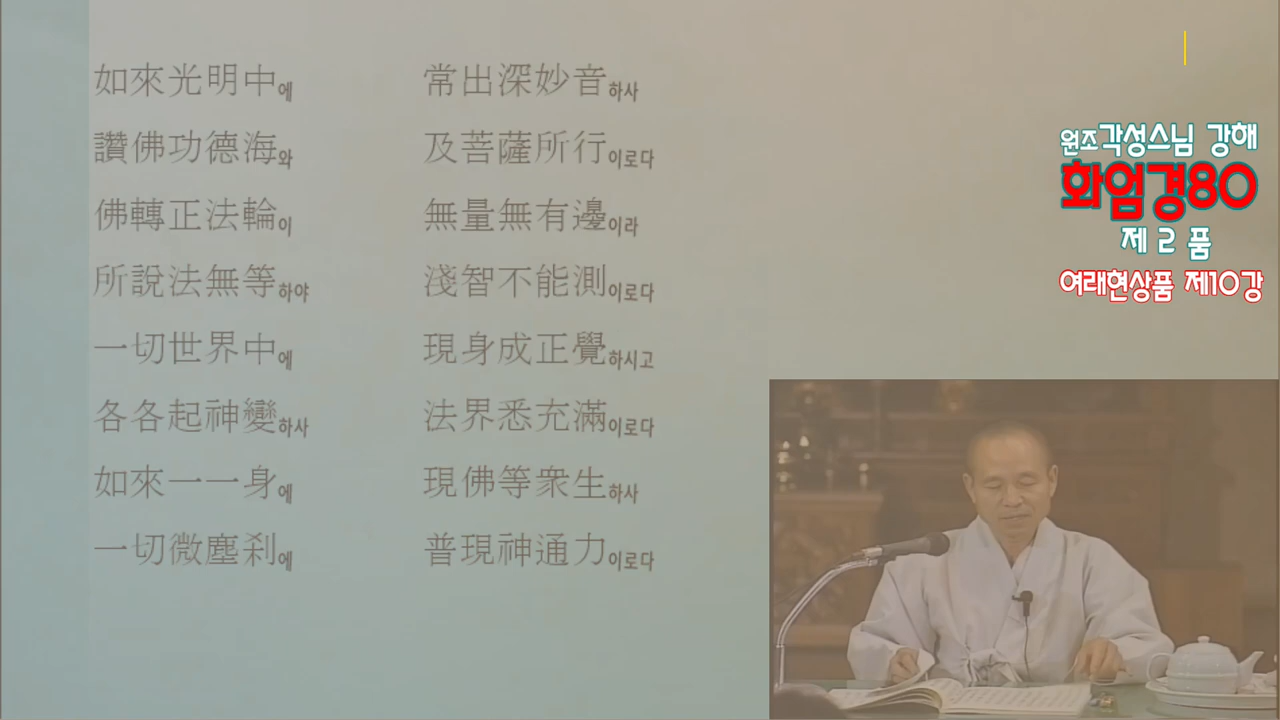 如來光明中에 常出深妙音하사
讚佛功德海와 及菩薩所行이로다
佛轉正法輪이 無量無有邊이라
所說法無等하야 淺智不能測이로다
一切世界中에 現身成正覺하시고
各各起神變하사 法界悉充滿이로다
如來一一身에 現佛等衆生하사
一切微塵刹에 普現神通力이로다
원조각성스님 강해
화엄경80
제2품
여래현상품 제10강